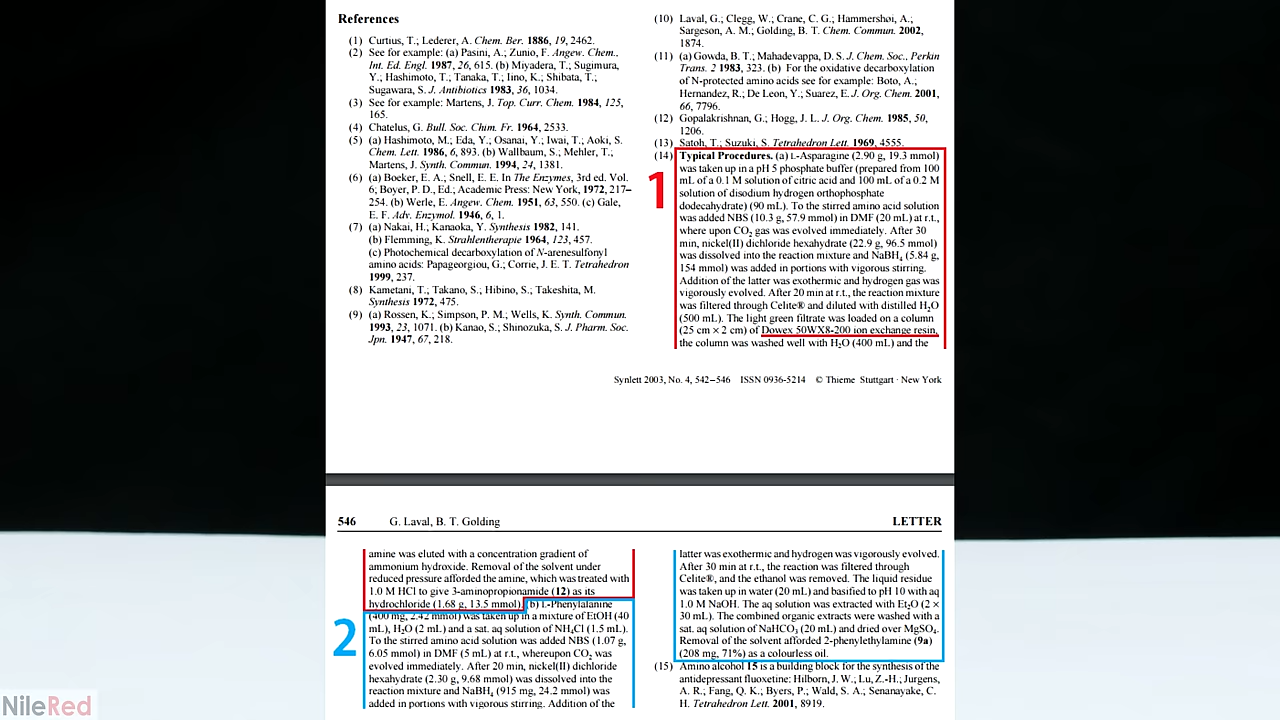 References
(1) Curtius, T.; Lederer, A. Chem. Ber. 1886, 19, 2462.
(2) See for example: (a) Pasini, A.; Zunio, F. Angew. Chem.,
Int. Ed. Engl. 1987, 26, 615. (b) Miyadera, T.; Sugimura,
Y.; Hashimoto, T.; Tanaka, T.; Iino, K.; Shibata, T.;
Sugawara, S. J. Antibiotics 1983, 36, 1034.
(3) See for example: Martens, J. Top. Curr. Chem. 1984, 125,
165.
(4) Chatelus, G. Bull. Soc. Chim. Fr. 1964, 2533.
(5) (a) Hashimoto, M.; Eda, Y.; Osanai, Y.; Iwai, T.; Aoki, S.
Chem. Lett. 1986, 6, 893. (b) Wallbaum, S.; Mehler, T.;
Martens, J. Synth. Commun. 1994, 24, 1381.
(6) (a) Boeker, E. A.; Snell, E. E. In The Enzymes, 3rd ed. Vol.
6; Boyer, P. D., Ed.; Academic Press: New York, 1972, 217–
254. (b) Werle, E. Angew. Chem. 1951, 63, 550. (c) Gale,
E. F. Adv. Enzymol. 1946, 6, 1.
(7) (a) Nakai, H.; Kanaoka, Y. Synthesis 1982, 141.
(b) Flemming, K. Strahlentherapie 1964, 123, 457.
(c) Photochemical decarboxylation of N-arenesulfonyl
amino acids: Papageorgiou, G.; Corrie, J. E. T. Tetrahedron
1999, 237.
(8) Kametani, T.; Takano, S.; Hibino, S.; Takeshita, M.
Synthesis 1972, 475.
(9) (a) Rossen, K.; Simpson, P. M.; Wells, K. Synth. Commun.
1993, 23, 1071. (b) Kanao, S.; Shinozuka, S. J. Pharm. Soc.
Jpn. 1947, 67, 218.
(10) Laval, G.; Clegg, W.; Crane, C. G.; Hammershøi, A.;
Sargeson, A. M.; Golding, B. T. Chem. Commun. 2002,
1874.
(11) (a) Gowda, B. T.; Mahadevappa, D. S. J. Chem. Soc., Perkin
Trans. 2 1983, 323. (b) For the oxidative decarboxylation
of N-protected amino acids see for example: Boto, A.;
Hernandez, R.; De Leon, Y.; Suarez, E. J. Org. Chem. 2001,
66, 7796.
(12) Gopalakrishnan, G.; Hogg, J. L. J. Org. Chem. 1985, 50,
1206.
(13) Satoh, T.; Suzuki, S. Tetrahedron Lett. 1969, 4555.
(14) Typical Procedures. (a) L-Asparagine (2.90 g, 19.3 mmol)
was taken up in a pH 5 phosphate buffer (prepared from 100
mL of a 0.1 M solution of citric acid and 100 mL of a 0.2 M
solution of disodium hydrogen orthophosphate
dodecahydrate) (90 mL). To the stirred amino acid solution
was added NBS (10.3 g, 57.9 mmol) in DMF (20 mL) at r.t.,
where upon CO₂ gas was evolved immediately. After 30
min, nickel(II) dichloride hexahydrate (22.9 g, 96.5 mmol)
was dissolved into the reaction mixture and NaBH₄ (5.84 g,
154 mmol) was added in portions with vigorous stirring.
Addition of the latter was exothermic and hydrogen gas was
vigorously evolved. After 20 min at r.t., the reaction mixture
was filtered through Celite® and diluted with distilled H₂O
(500 mL). The light green filtrate was loaded on a column
(25 cm × 2 cm) of Dowex 50WX8-200 ion exchange resin,
the column was washed well with H₂O (400 mL) and the
1
Synlett 2003, No. 4, 542–546 ISSN 0936-5214 © Thieme Stuttgart · New York
546 G. Laval, B. T. Golding LETTER
amine was eluted with a concentration gradient of
ammonium hydroxide. Removal of the solvent under
reduced pressure afforded the amine, which was treated with
1.0 M HCl to give 3-aminopropionamide (12) as its
hydrochloride (1.68 g, 13.5 mmol). (b) L-Phenylalanine
(400 mg, 2.42 mmol) was taken up in a mixture of EtOH (40
mL), H₂O (2 mL) and a sat. aq solution of NH₄Cl (1.5 mL).
To the stirred amino acid solution was added NBS (1.07 g,
6.05 mmol) in DMF (5 mL) at r.t., whereupon CO₂ was
evolved immediately. After 20 min, nickel(II) dichloride
hexahydrate (2.30 g, 9.68 mmol) was dissolved into the
reaction mixture and NaBH₄ (915 mg, 24.2 mmol) was
added in portions with vigorous stirring. Addition of the
2
latter was exothermic and hydrogen was vigorously evolved.
After 30 min at r.t., the reaction was filtered through
Celite®, and the ethanol was removed. The liquid residue
was taken up in water (20 mL) and basified to pH 10 with aq
1.0 M NaOH. The aq solution was extracted with Et₂O (2 ×
30 mL). The combined organic extracts were washed with a
sat. aq solution of NaHCO₃ (20 mL) and dried over MgSO₄.
Removal of the solvent afforded 2-phenylethylamine (9a)
(208 mg, 71%) as a colourless oil.
(15) Amino alcohol 15 is a building block for the synthesis of the
antidepressant fluoxetine: Hilborn, J. W.; Lu, Z.-H.; Jurgens,
A. R.; Fang, Q. K.; Byers, P.; Wald, S. A.; Senanayake, C.
H. Tetrahedron Lett. 2001, 8919.
NileRed